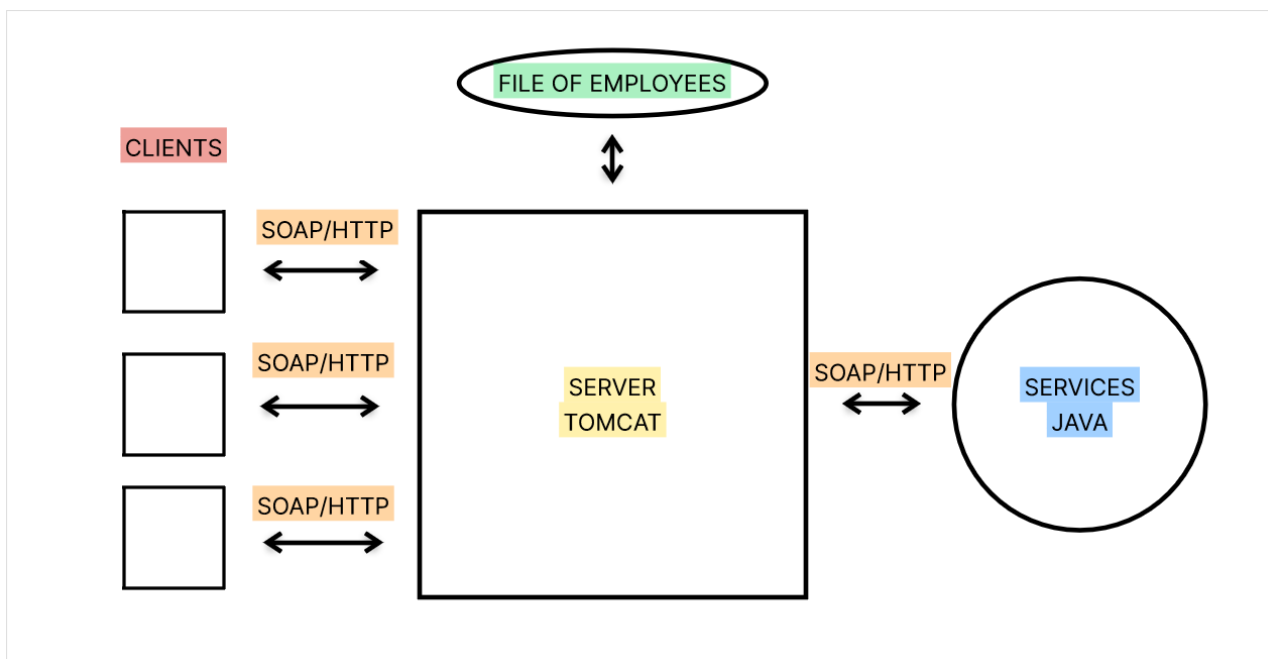 FILE OF EMPLOYEES
CLIENTS
SOAP/HTTP
SOAP/HTTP
SERVER
TOMCAT
SOAP/HTTP
SERVICES
JAVA
SOAP/HTTP